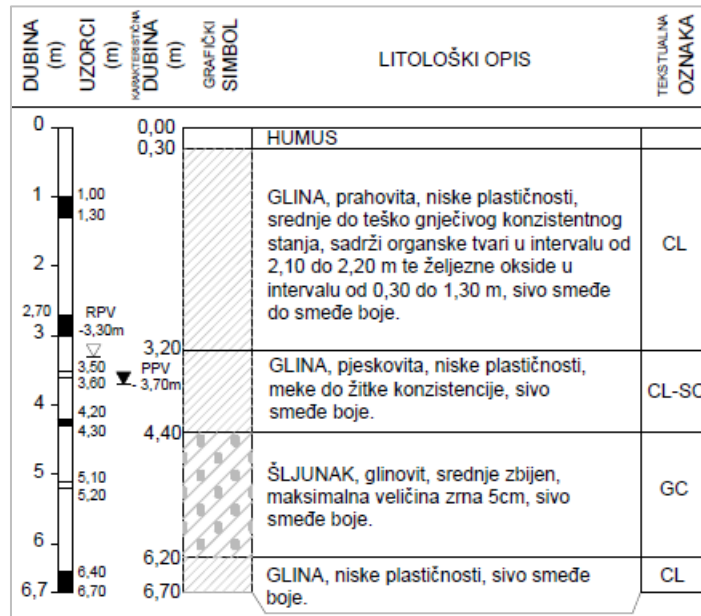 DUBINA
(m)
UZORCI
(m)
KARAKTERISTIČNA
DUBINA
(m)
GRAFIČKI
SIMBOL
LITOLOŠKI OPIS
TEKSTUALNA
OZNAKA
0
0,00
0,30
HUMUS
1
1,00
1,30
GLINA, prahovita, niske plastičnosti,
srednje do teško gnječivog konzistentnog
stanja, sadrži organske tvari u intervalu od
2,10 do 2,20 m te željezne okside u
intervalu od 0,30 do 1,30 m, sivo smeđe
do smeđe boje.
CL
2
2,70
RPV
-3,30m
3
3,20
3,50
3,60
PPV
- 3,70m
GLINA, pjeskovita, niske plastičnosti,
meke do žitke konzistencije, sivo
smeđe boje.
CL-SC
4
4,20
4,30
4,40
5
5,10
5,20
ŠLJUNAK, glinovit, srednje zbijen,
maksimalna veličina zrna 5cm, sivo
smeđe boje.
GC
6
6,20
6,40
6,7
6,70
6,70
GLINA, niske plastičnosti, sivo smeđe
boje.
CL